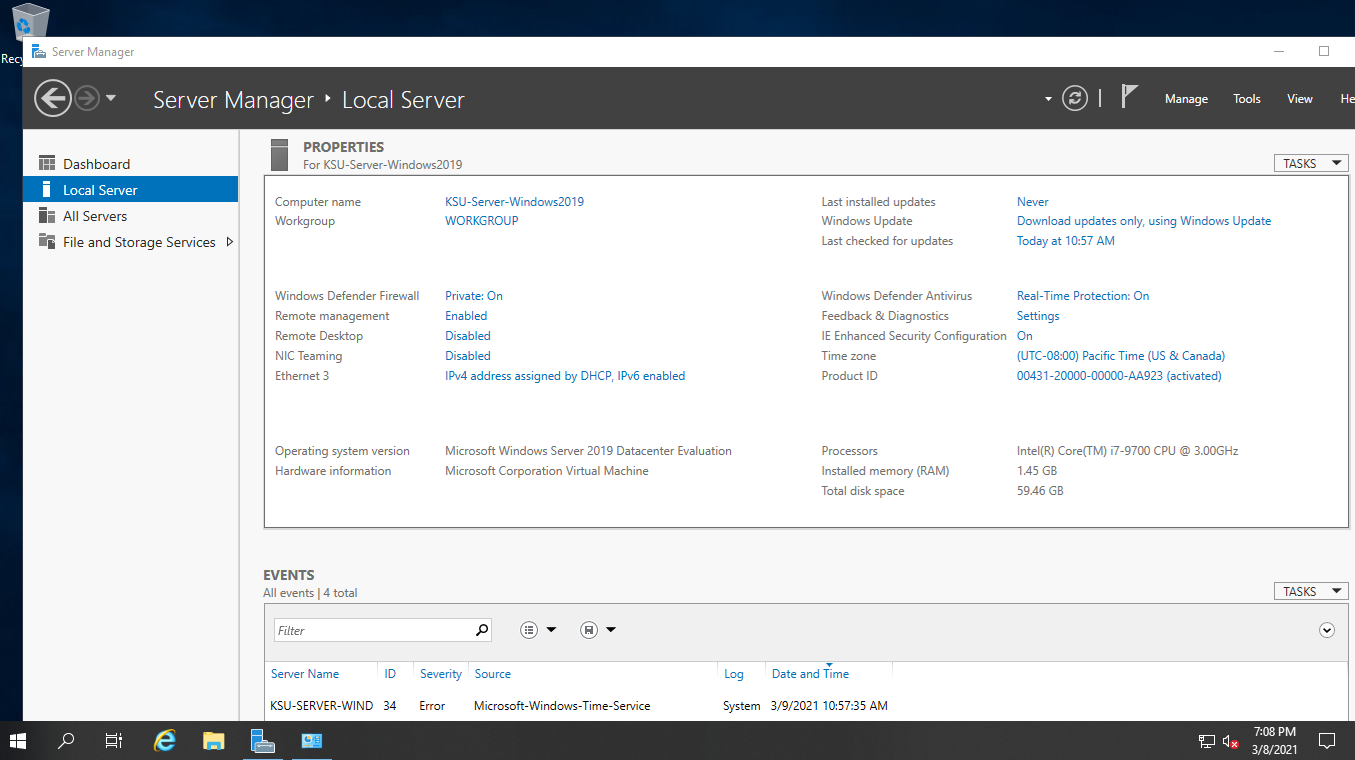 Recy
Server Manager
Server Manager ‣ Local Server
Manage Tools View He
Dashboard
Local Server
All Servers
File and Storage Services
PROPERTIES
For KSU-Server-Windows2019
TASKS
Computer name KSU-Server-Windows2019 Last installed updates Never
Workgroup WORKGROUP Windows Update Download updates only, using Windows Update
Last checked for updates Today at 10:57 AM
Windows Defender Firewall Private: On Windows Defender Antivirus Real-Time Protection: On
Remote management Enabled Feedback & Diagnostics Settings
Remote Desktop Disabled IE Enhanced Security Configuration On
NIC Teaming Disabled Time zone (UTC-08:00) Pacific Time (US & Canada)
Ethernet 3 IPv4 address assigned by DHCP, IPv6 enabled Product ID 00431-20000-00000-AA923 (activated)
Operating system version Microsoft Windows Server 2019 Datacenter Evaluation Processors Intel(R) Core(TM) i7-9700 CPU @ 3.00GHz
Hardware information Microsoft Corporation Virtual Machine Installed memory (RAM) 1.45 GB
Total disk space 59.46 GB
EVENTS
All events | 4 total
TASKS
Filter
Server Name ID Severity Source Log Date and Time
KSU-SERVER-WIND 34 Error Microsoft-Windows-Time-Service System 3/9/2021 10:57:35 AM
7:08 PM
3/8/2021